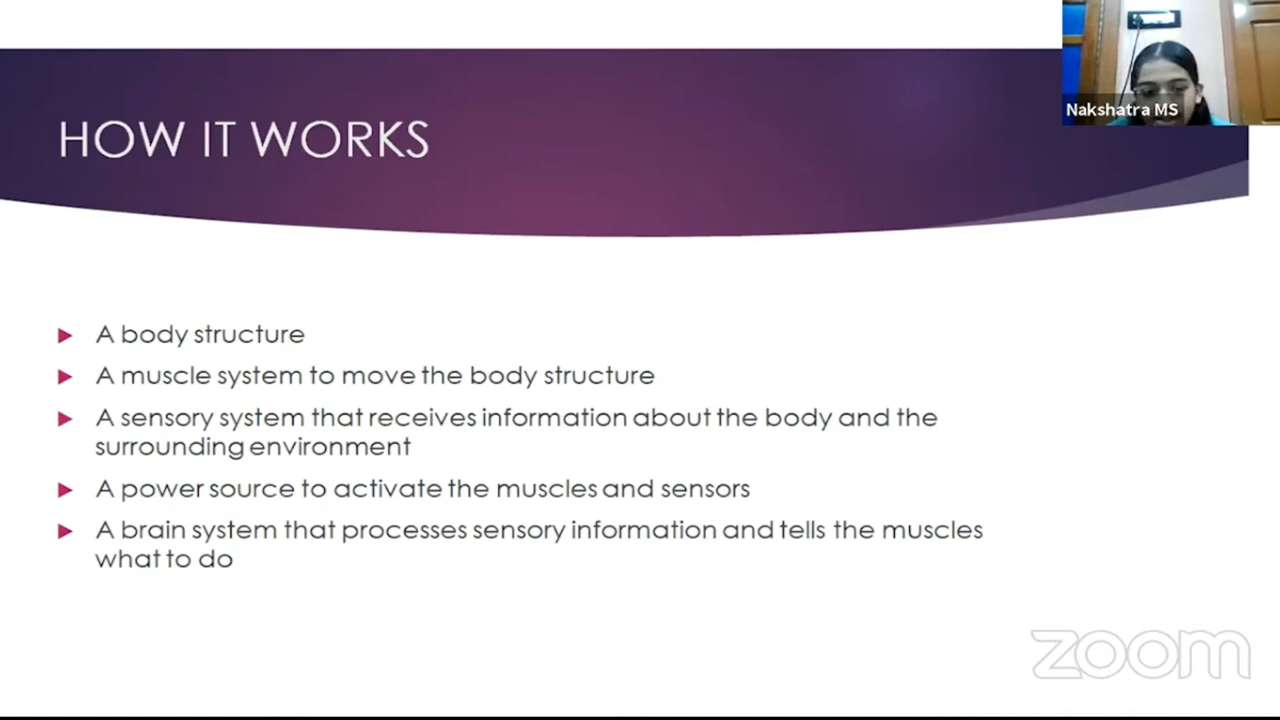 Nakshatra MS
HOW IT WORKS
A body structure
A muscle system to move the body structure
A sensory system that receives information about the body and the
surrounding environment
A power source to activate the muscles and sensors
A brain system that processes sensory information and tells the muscles
what to do
zoom